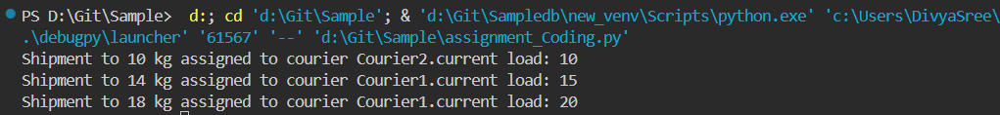 PS D:\Git\Sample>  d:; cd 'd:\Git\Sample'; & 'd:\Git\Sampledb\new_venv\Scripts\python.exe' 'c:\Users\DivyaSree\
.\debugpy\launcher' '61567' '--' 'd:\Git\Sample\assignment_Coding.py'
Shipment to 10 kg assigned to courier Courier2.current load: 10
Shipment to 14 kg assigned to courier Courier1.current load: 15
Shipment to 18 kg assigned to courier Courier1.current load: 20